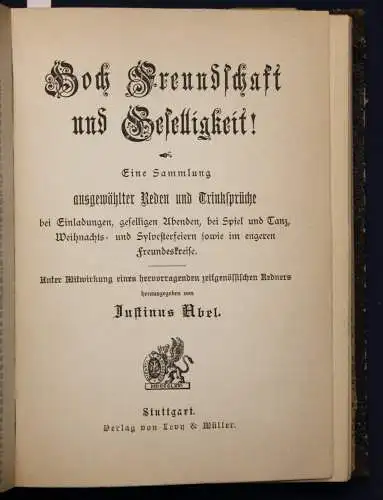 Hoch Freundschaft
und Geselligkeit!
Eine Sammlung
ausgewählter Reden und Trinksprüche
bei Einladungen, geselligen Abenden, bei Spiel und Tanz,
Weihnachts- und Sylvesterfeiern sowie im engeren
Freundeskreise.
Unter Mitwirkung eines hervorragenden zeitgenössischen Redners
herausgegeben von
Justinus Abel.
Stuttgart.
Verlag von Levy & Müller.